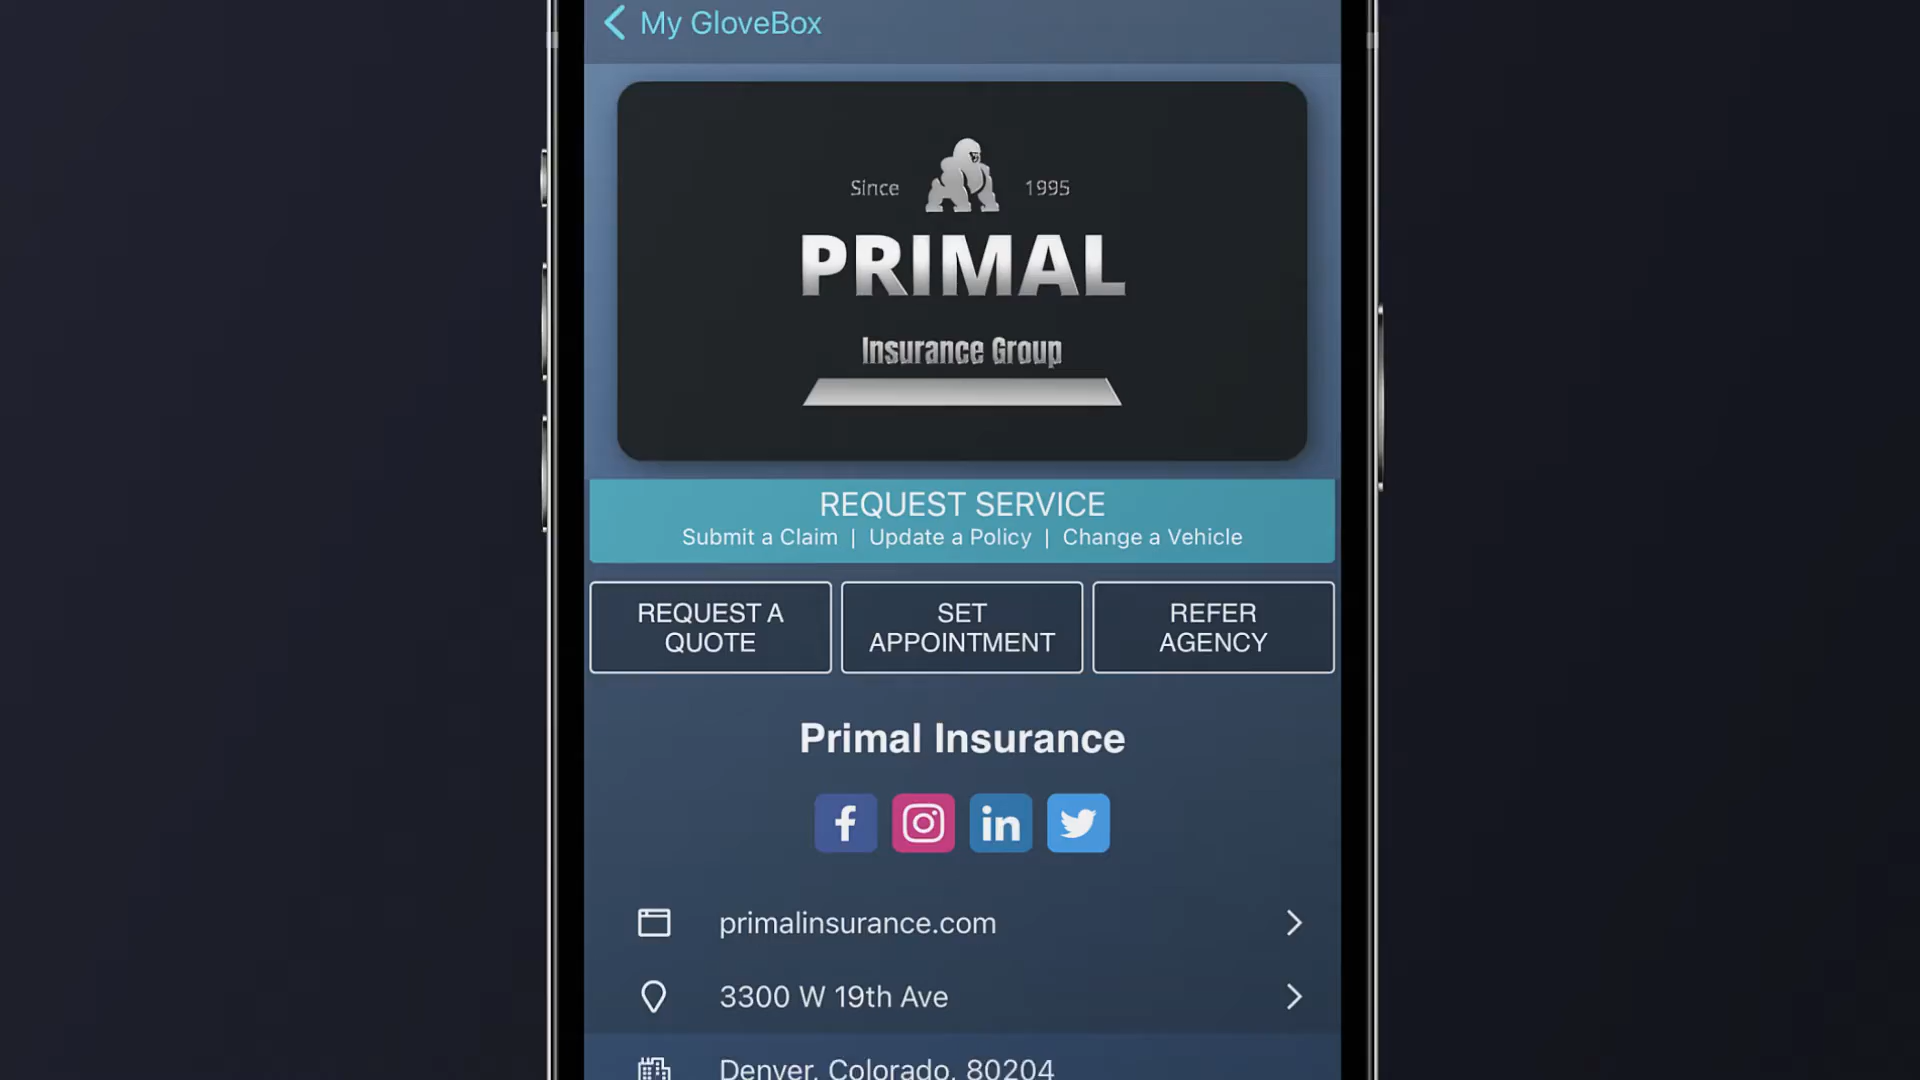 My GloveBox
Since 1995
PRIMAL
Insurance Group
REQUEST SERVICE
Submit a Claim | Update a Policy | Change a Vehicle
REQUEST A
QUOTE
SET
APPOINTMENT
REFER
AGENCY
Primal Insurance
primalinsurance.com
3300 W 19th Ave
Denver, Colorado, 80204